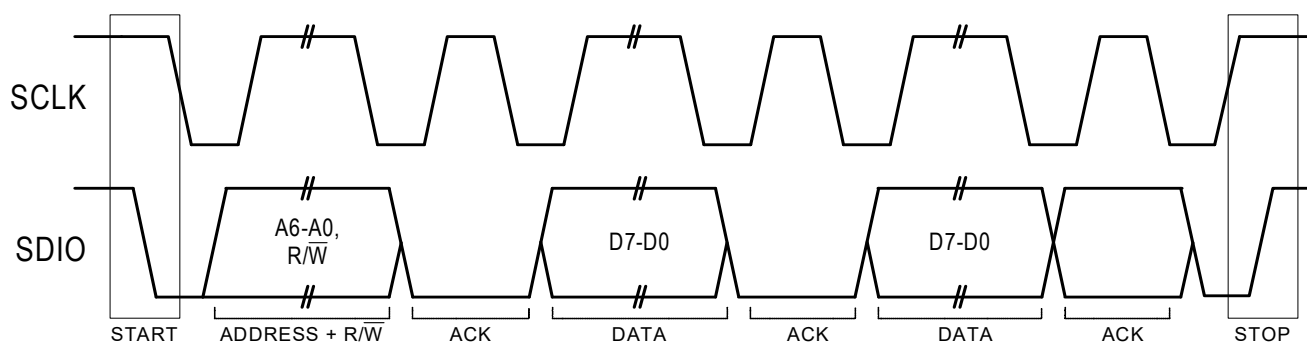 SCLK
SDIO
A6-A0,
R/W̅
D7-D0
D7-D0
START
ADDRESS + R/W̅
ACK
DATA
ACK
DATA
ACK
STOP